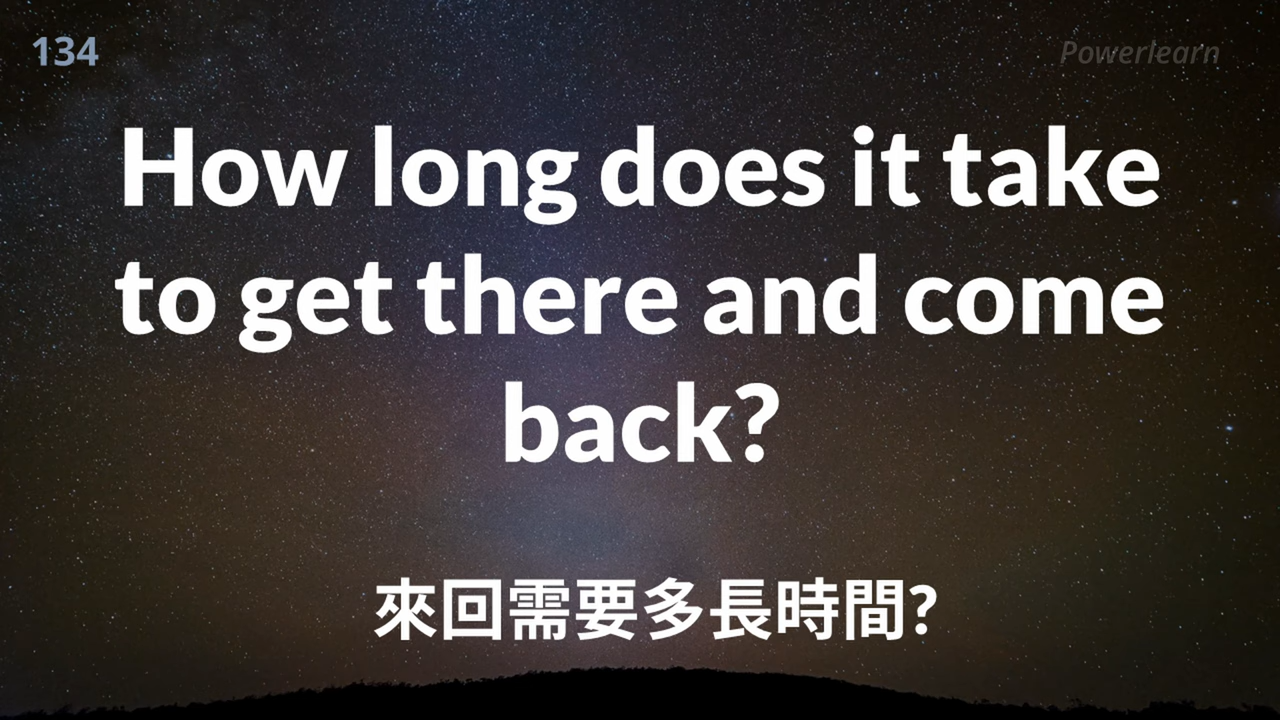 134
Powerlearn
How long does it take
to get there and come
back?
來回需要多長時間?